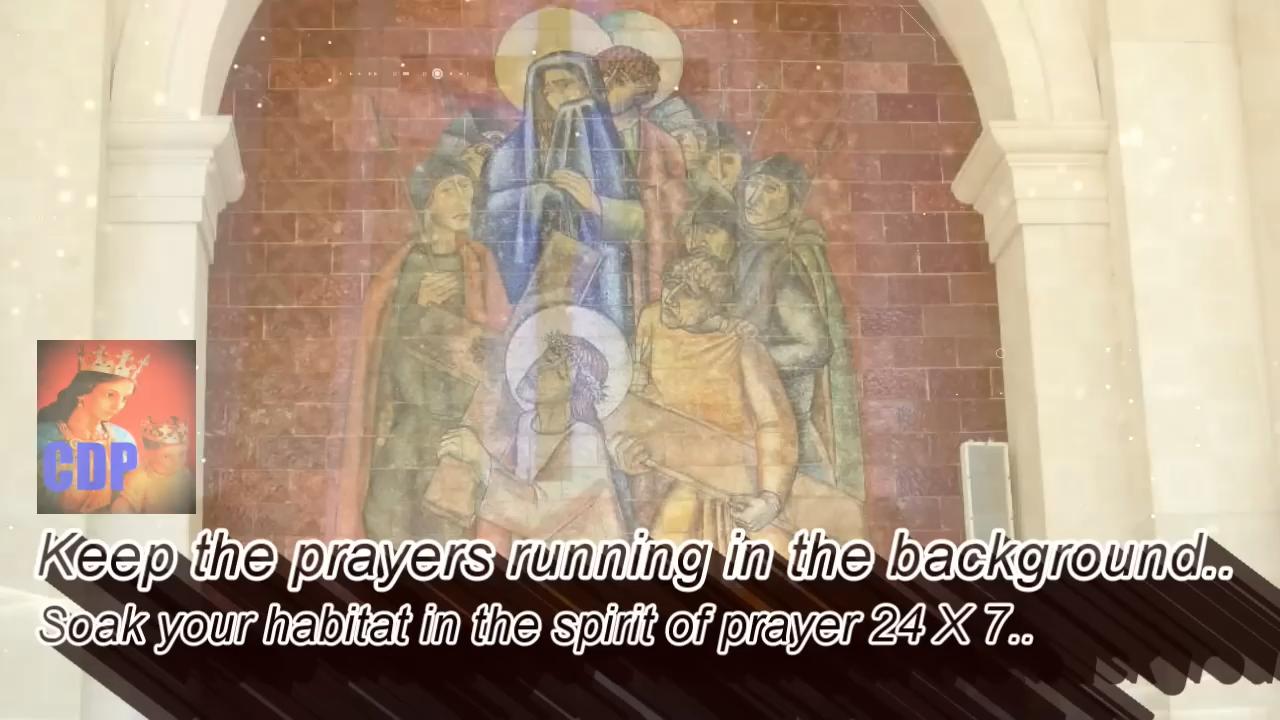 CDP
Keep the prayers running in the background..
Soak your habitat in the spirit of prayer 24 X 7..